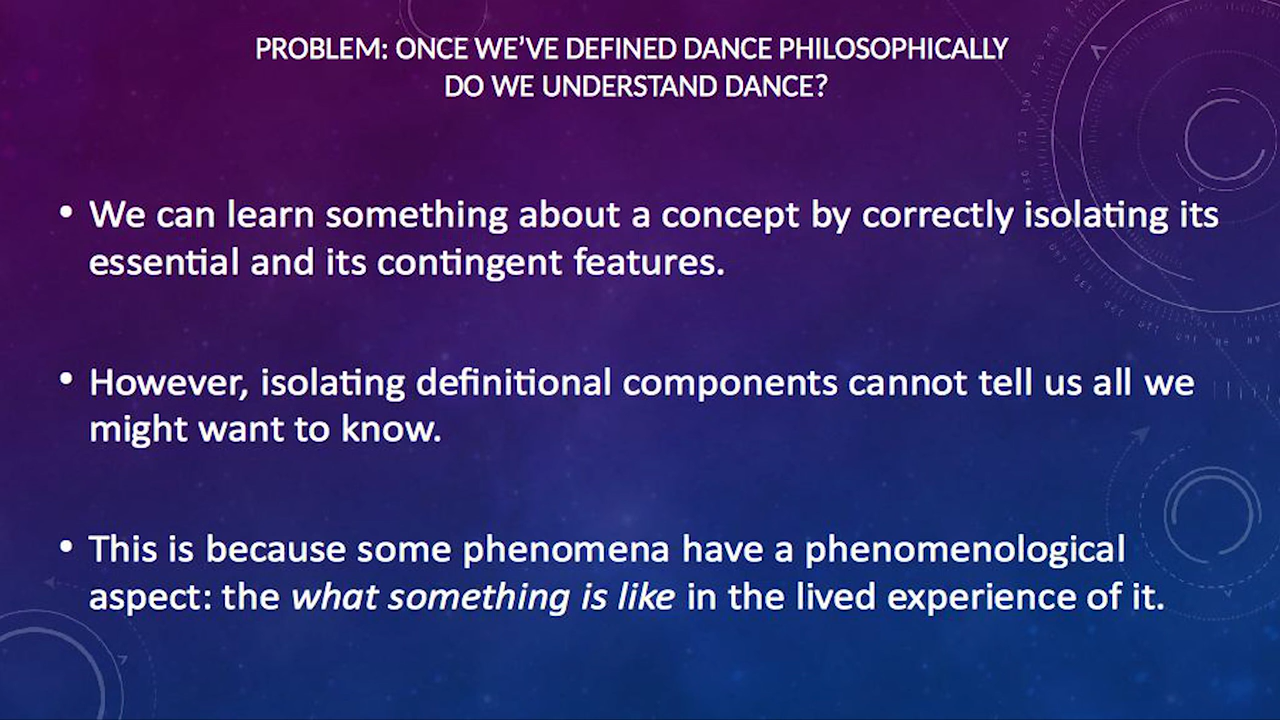 PROBLEM: ONCE WE'VE DEFINED DANCE PHILOSOPHICALLY
DO WE UNDERSTAND DANCE?
• We can learn something about a concept by correctly isolating its
essential and its contingent features.
• However, isolating definitional components cannot tell us all we
might want to know.
• This is because some phenomena have a phenomenological
aspect: the what something is like in the lived experience of it.